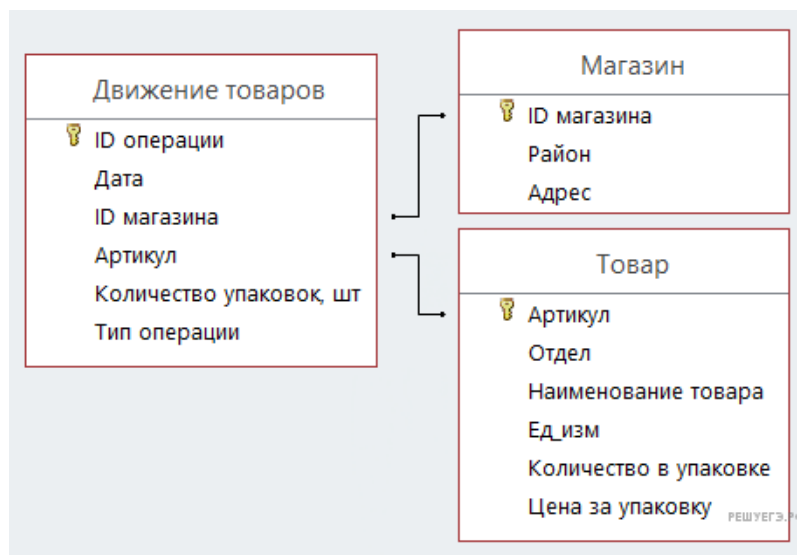 Движение товаров
ID операции
Дата
ID магазина
Артикул
Количество упаковок, шт
Тип операции
Магазин
ID магазина
Район
Адрес
Товар
Артикул
Отдел
Наименование товара
Ед_изм
Количество в упаковке
Цена за упаковку